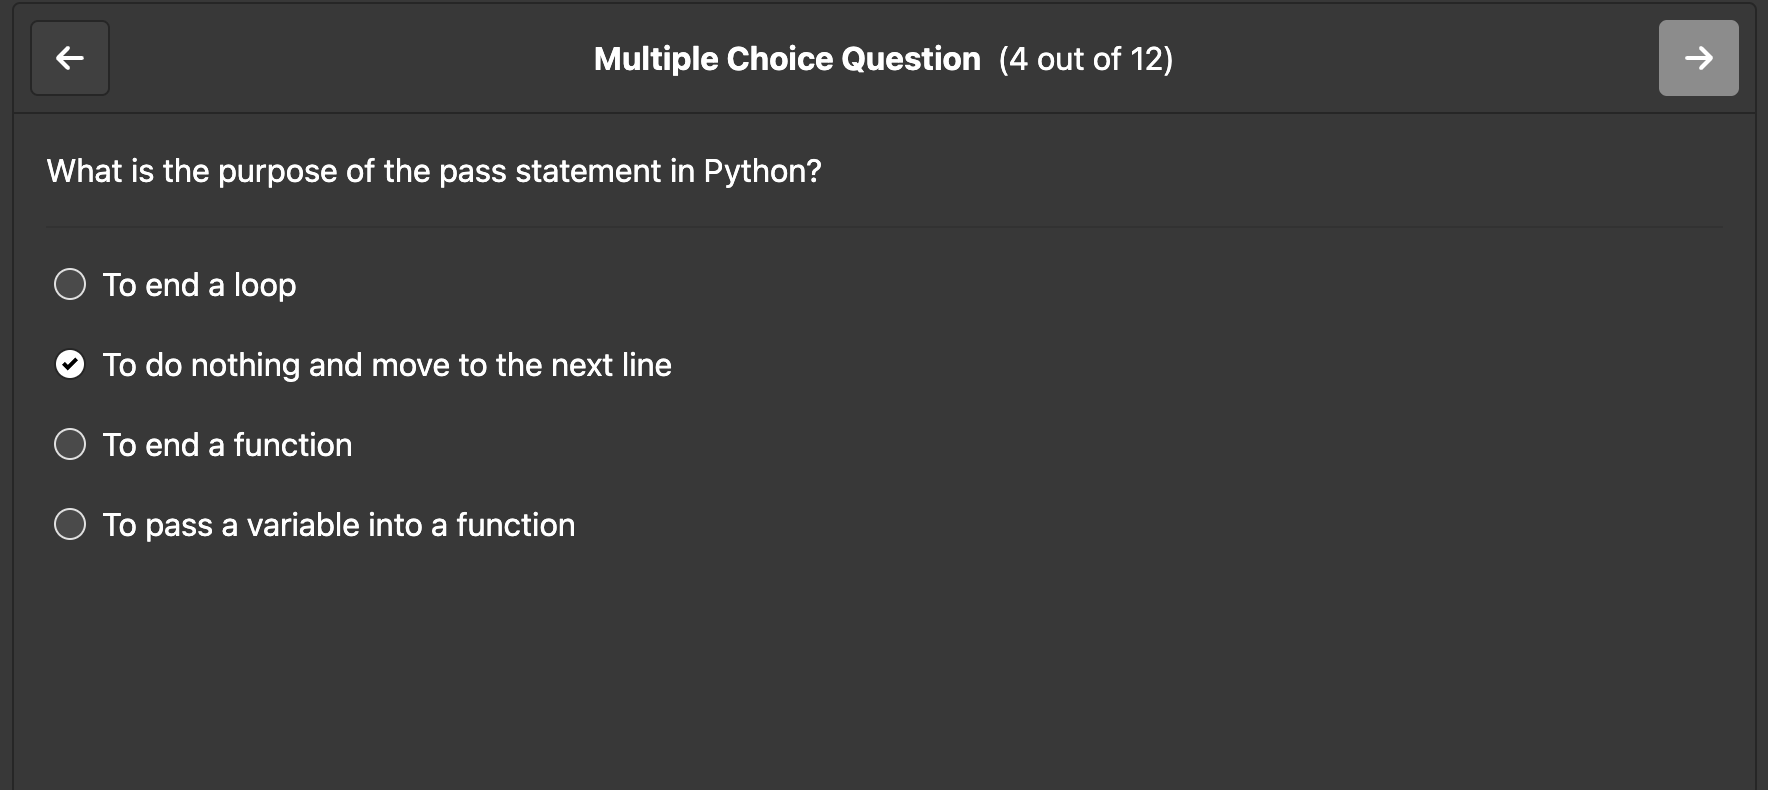 Multiple Choice Question (4 out of 12)
What is the purpose of the pass statement in Python?
To end a loop
To do nothing and move to the next line
To end a function
To pass a variable into a function